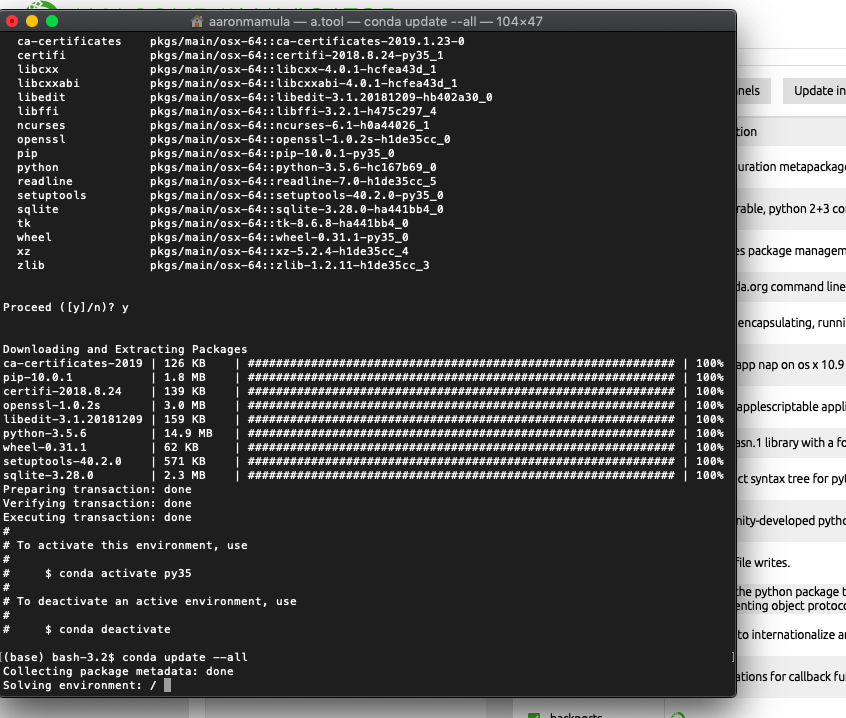 aaronmamula — a.tool — conda update --all — 104×47
ca-certificates pkgs/main/osx-64::ca-certificates-2019.1.23-0
certifi pkgs/main/osx-64::certifi-2018.8.24-py35_1
libcxx pkgs/main/osx-64::libcxx-4.0.1-hcfea43d_1
libcxxabi pkgs/main/osx-64::libcxxabi-4.0.1-hcfea43d_1
libedit pkgs/main/osx-64::libedit-3.1.20181209-hb402a30_0
libffi pkgs/main/osx-64::libffi-3.2.1-h475c297_4
ncurses pkgs/main/osx-64::ncurses-6.1-h0a44026_1
openssl pkgs/main/osx-64::openssl-1.0.2s-h1de35cc_0
pip pkgs/main/osx-64::pip-10.0.1-py35_0
python pkgs/main/osx-64::python-3.5.6-hc167b69_0
readline pkgs/main/osx-64::readline-7.0-h1de35cc_5
setuptools pkgs/main/osx-64::setuptools-40.2.0-py35_0
sqlite pkgs/main/osx-64::sqlite-3.28.0-ha441bb4_0
tk pkgs/main/osx-64::tk-8.6.8-ha441bb4_0
wheel pkgs/main/osx-64::wheel-0.31.1-py35_0
xz pkgs/main/osx-64::xz-5.2.4-h1de35cc_4
zlib pkgs/main/osx-64::zlib-1.2.11-h1de35cc_3
Proceed ([y]/n)? y
Downloading and Extracting Packages
ca-certificates-2019 | 126 KB | ############################################################# | 100%
pip-10.0.1 | 1.8 MB | ############################################################# | 100%
certifi-2018.8.24 | 139 KB | ############################################################# | 100%
openssl-1.0.2s | 3.0 MB | ############################################################# | 100%
libedit-3.1.20181209 | 159 KB | ############################################################# | 100%
python-3.5.6 | 14.9 MB | ############################################################# | 100%
wheel-0.31.1 | 62 KB | ############################################################# | 100%
setuptools-40.2.0 | 571 KB | ############################################################# | 100%
sqlite-3.28.0 | 2.3 MB | ############################################################# | 100%
Preparing transaction: done
Verifying transaction: done
Executing transaction: done
#
# To activate this environment, use
#
# $ conda activate py35
#
# To deactivate an active environment, use
#
# $ conda deactivate
[(base) bash-3.2$ conda update --all ]
Collecting package metadata: done
Solving environment: /
nnels
Update in
tion
uration metapackage
rable, python 2+3 co
es package managem
da.org command line
encapsulating, runni
app nap on os x 10.9
applescriptable appli
asn.1 library with a fo
ct syntax tree for pyt
nity-developed pytho
file writes.
the python package t
enting object protoco
to internationalize a
ations for callback fu
backports